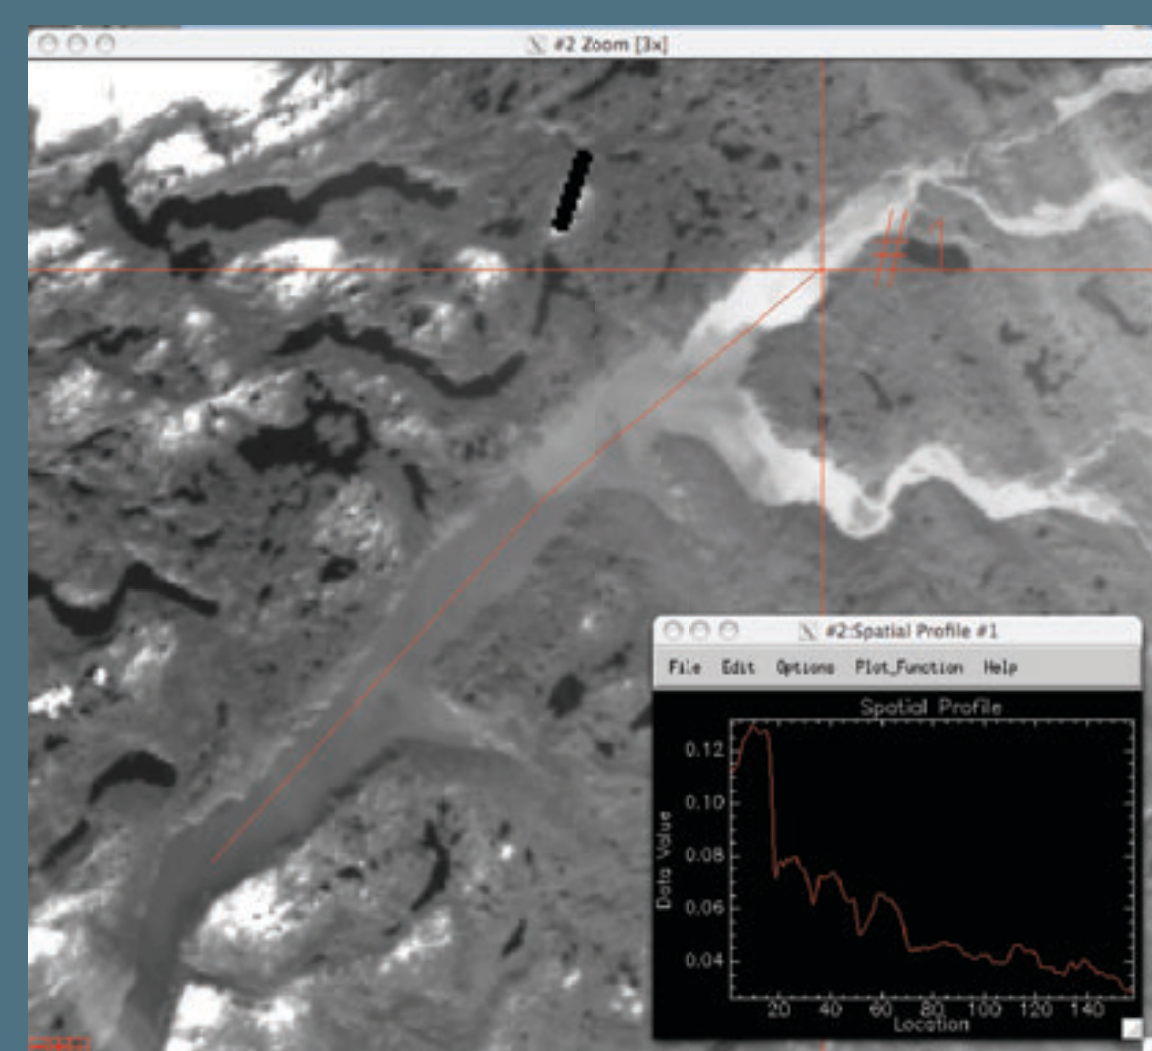 #2 Zoom [3x]
# 1
#2:Spatial Profile #1
File Edit Options Plot_Function Help
Spatial Profile
Data Value
0.12
0.10
0.08
0.06
0.04
20 40 60 80 100 120 140
Location